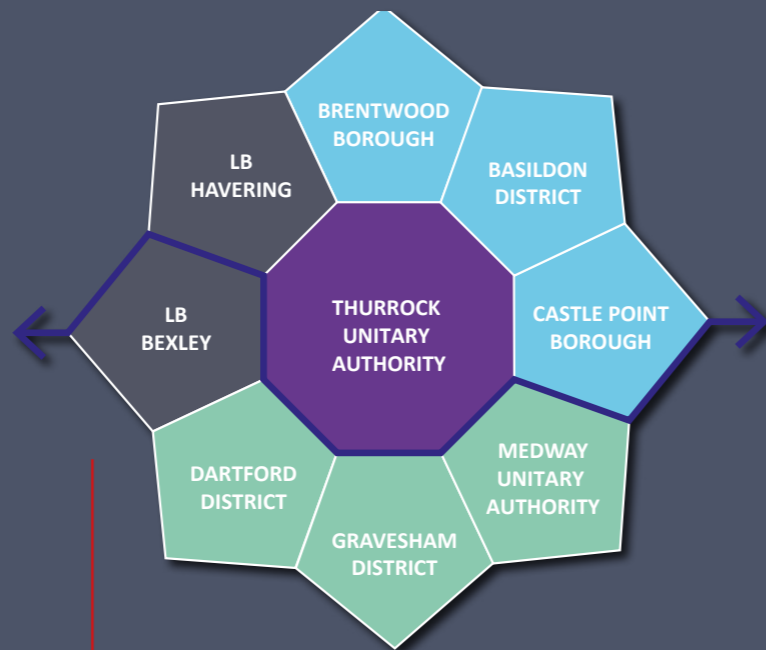 BRENTWOOD
BOROUGH
LB
HAVERING
BASILDON
DISTRICT
THURROCK
UNITARY
AUTHORITY
LB
BEXLEY
CASTLE POINT
BOROUGH
DARTFORD
DISTRICT
MEDWAY
UNITARY
AUTHORITY
GRAVESHAM
DISTRICT